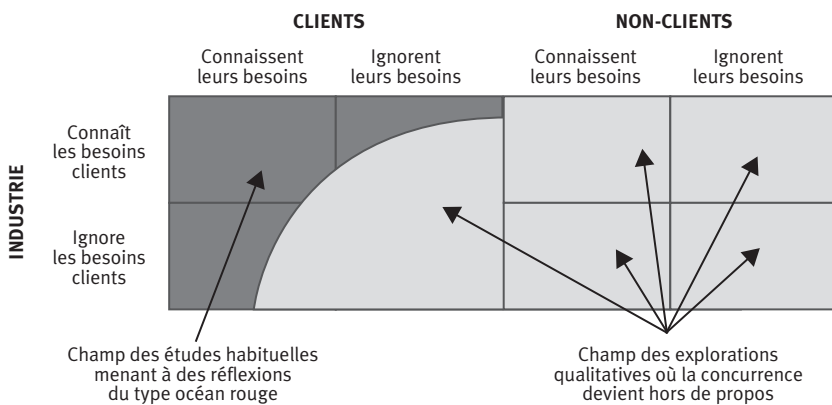 CLIENTS
NON-CLIENTS
Connaissent
leurs besoins
Ignorent
leurs besoins
Connaissent
leurs besoins
Ignorent
leurs besoins
INDUSTRIE
Connaît
les besoins
clients
Ignore
les besoins
clients
Champ des études habituelles
menant à des réflexions
du type océan rouge
Champ des explorations
qualitatives où la concurrence
devient hors de propos